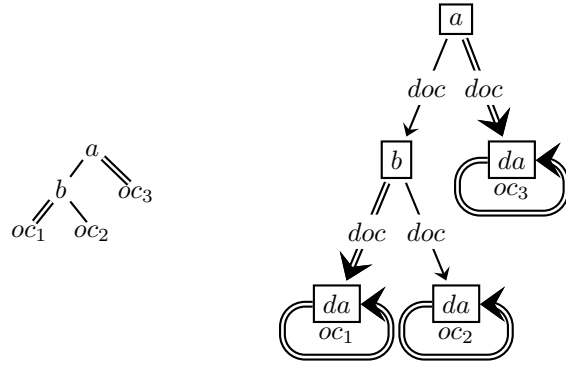 a
b oc₃
oc₁ oc₂
a
doc doc
b da
oc₃
doc doc
da da
oc₁ oc₂